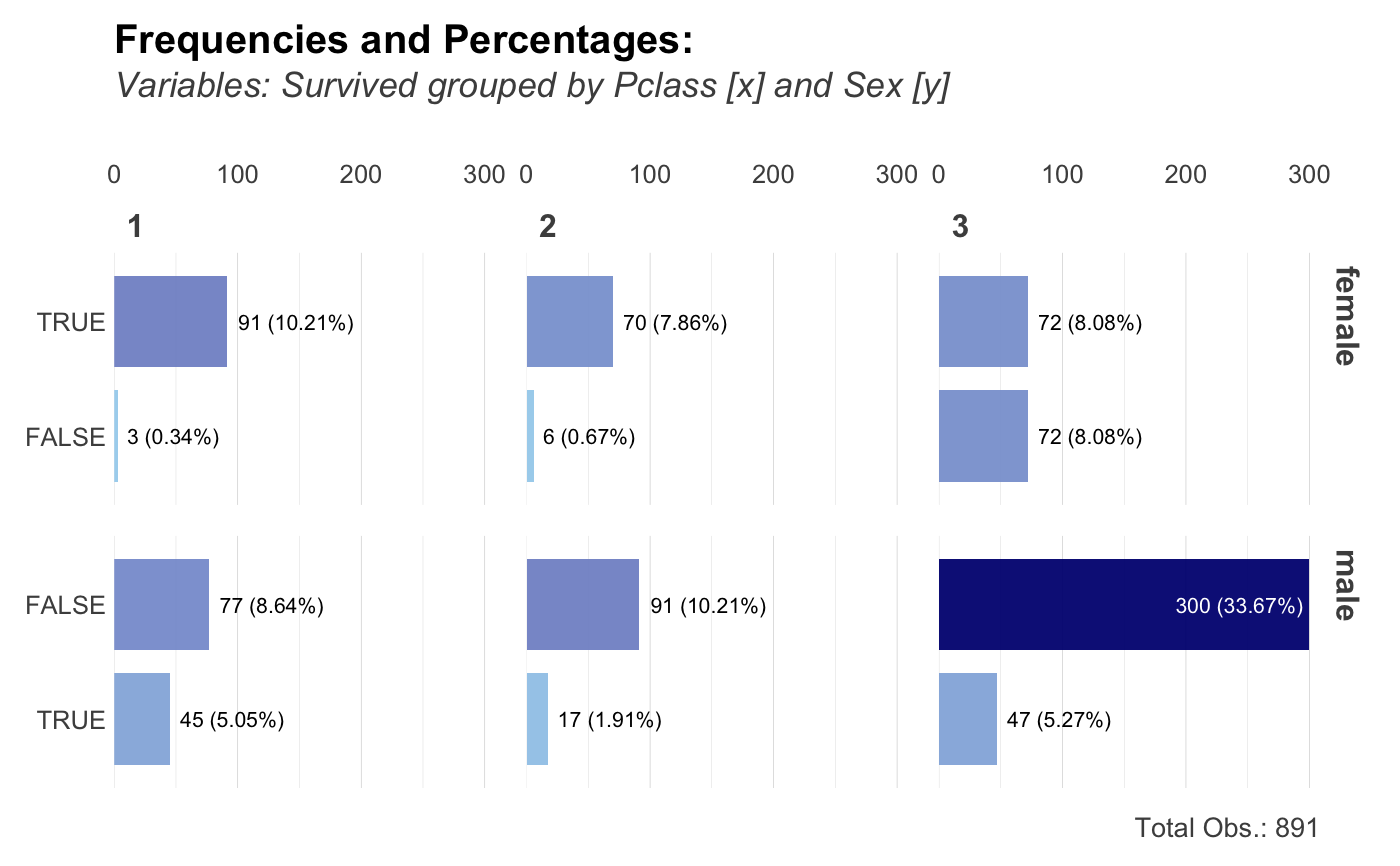 Frequencies and Percentages:
Variables: Survived grouped by Pclass [x] and Sex [y]
0 100 200 300 0 100 200 300 0 100 200 300
1 2 3
female
TRUE 91 (10.21%) 70 (7.86%) 72 (8.08%)
FALSE 3 (0.34%) 6 (0.67%) 72 (8.08%)
male
FALSE 77 (8.64%) 91 (10.21%) 300 (33.67%)
TRUE 45 (5.05%) 17 (1.91%) 47 (5.27%)
Total Obs.: 891